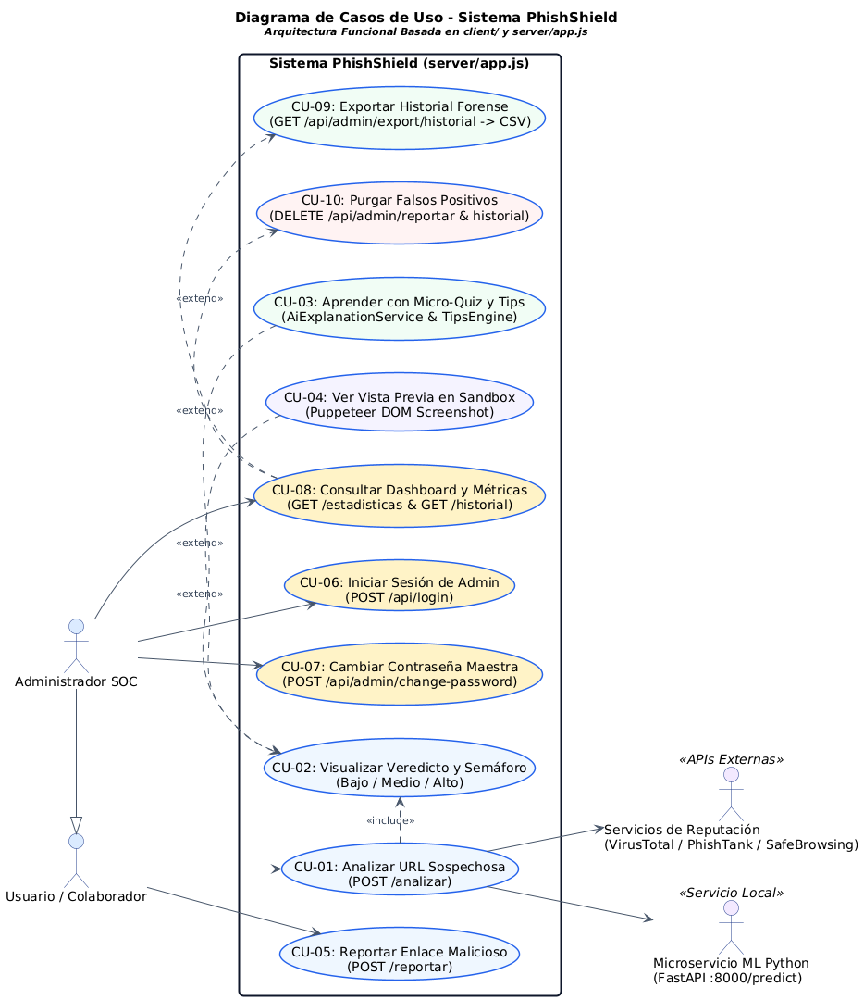 Diagrama de Casos de Uso - Sistema PhishShield
Arquitectura Funcional Basada en client/ y server/app.js
Sistema PhishShield (server/app.js)
CU-09: Exportar Historial Forense
(GET /api/admin/export/historial -> CSV)
CU-10: Purgar Falsos Positivos
(DELETE /api/admin/reportar & historial)
«extend»
CU-03: Aprender con Micro-Quiz y Tips
(AiExplanationService & TipsEngine)
«extend»
CU-04: Ver Vista Previa en Sandbox
(Puppeteer DOM Screenshot)
CU-08: Consultar Dashboard y Métricas
(GET /estadisticas & GET /historial)
«extend»
CU-06: Iniciar Sesión de Admin
(POST /api/login)
«extend»
CU-07: Cambiar Contraseña Maestra
(POST /api/admin/change-password)
Administrador SOC
CU-02: Visualizar Veredicto y Semáforo
(Bajo / Medio / Alto)
«APIs Externas»
«include»
Servicios de Reputación
(VirusTotal / PhishTank / SafeBrowsing)
CU-01: Analizar URL Sospechosa
(POST /analizar)
Usuario / Colaborador
«Servicio Local»
CU-05: Reportar Enlace Malicioso
(POST /reportar)
Microservicio ML Python
(FastAPI :8000/predict)